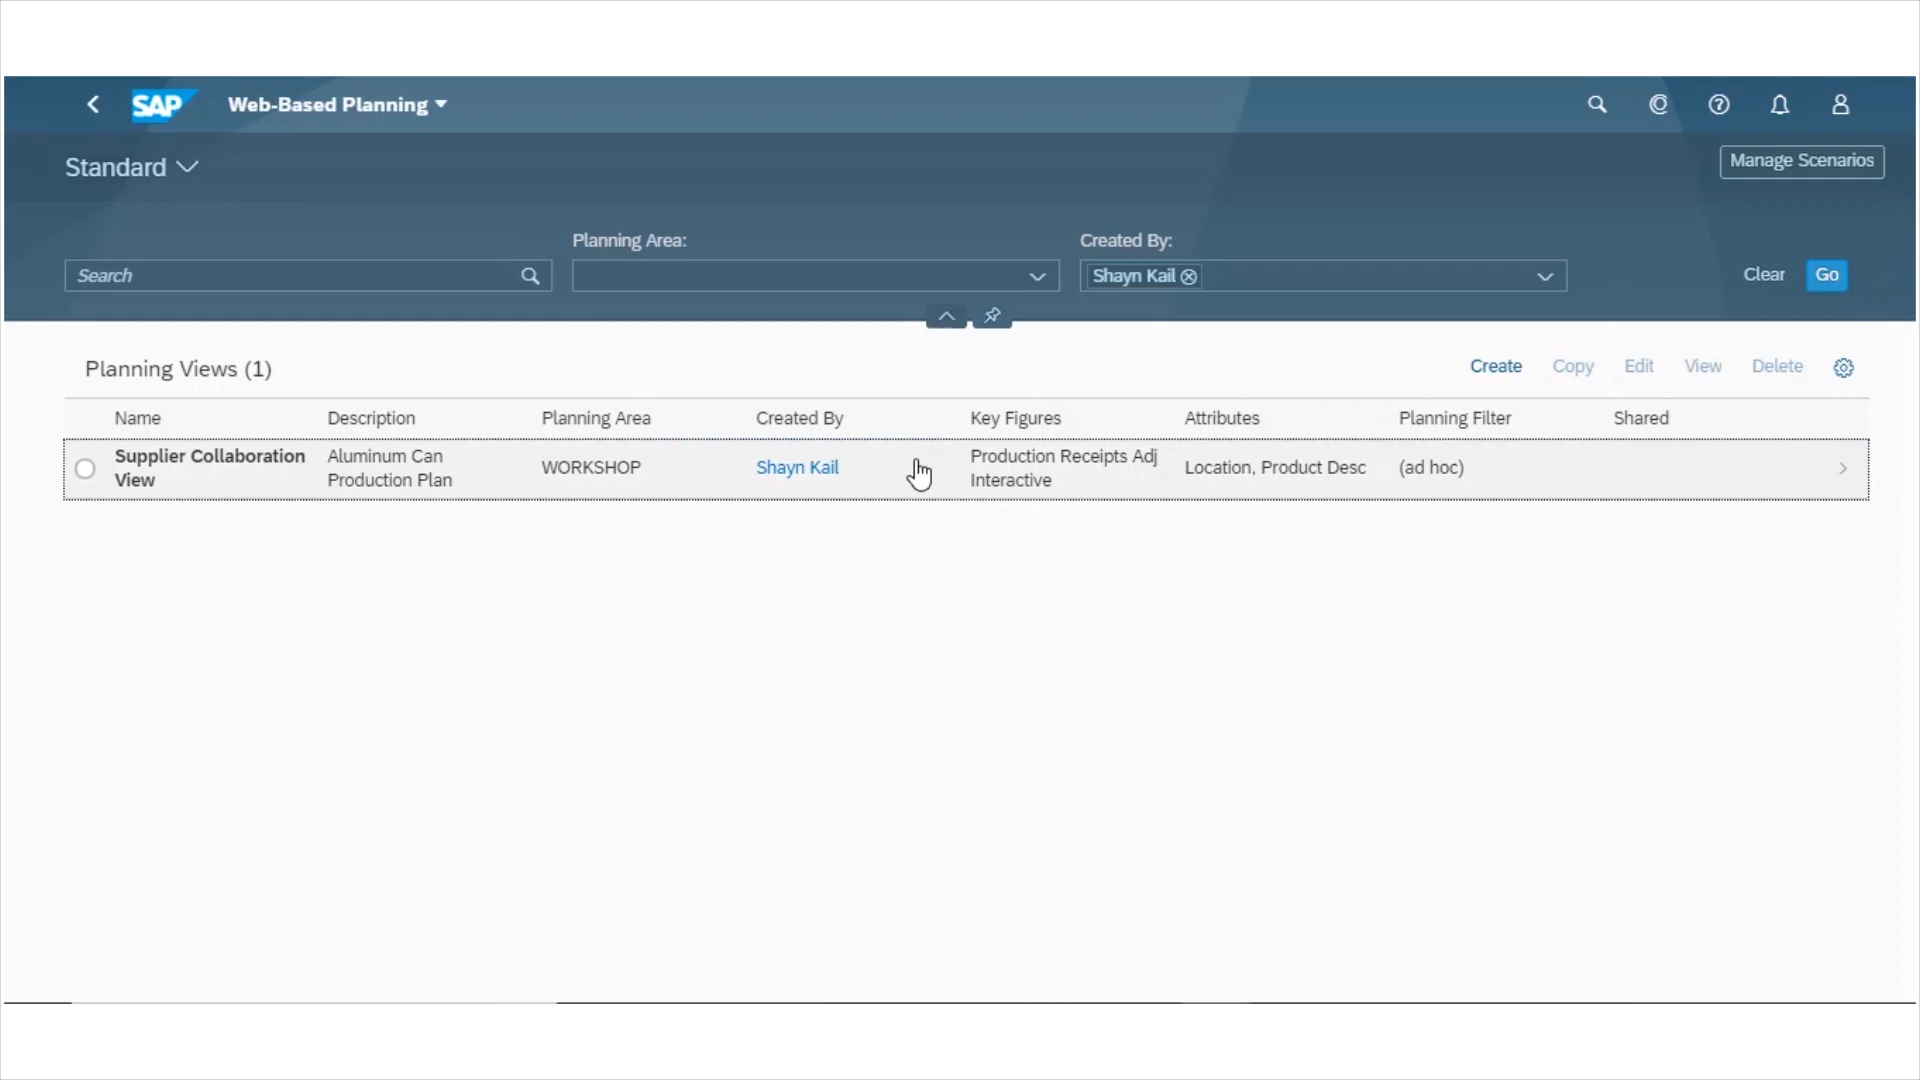 SAP Web-Based Planning
Standard
Manage Scenarios
Planning Area:
Created By:
Search
Shayn Kail
Clear
Go
Planning Views (1)
Create Copy Edit View Delete
Name Description Planning Area Created By Key Figures Attributes Planning Filter Shared
Supplier Collaboration
View
Aluminum Can
Production Plan
WORKSHOP
Shayn Kail
Production Receipts Adj
Interactive
Location, Product Desc
(ad hoc)